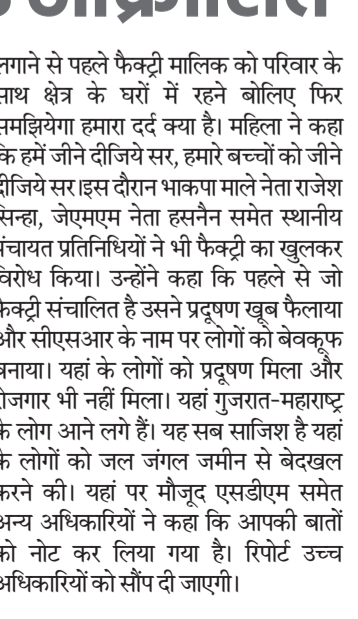 लगाने से पहले फैक्ट्री मालिक को परिवार के
साथ क्षेत्र के घरों में रहने बोलिए फिर
समझियेगा हमारा दर्द क्या है। महिला ने कहा
कि हमें जीने दीजिये सर, हमारे बच्चों को जीने
दीजिये सर।इस दौरान भाकपा माले नेता राजेश
सिन्हा, जेएमएम नेता हसनैन समेत स्थानीय
पंचायत प्रतिनिधियों ने भी फैक्ट्री का खुलकर
विरोध किया। उन्होंने कहा कि पहले से जो
फैक्ट्री संचालित है उसने प्रदूषण खूब फैलाया
और सीएसआर के नाम पर लोगों को बेवकूफ
बनाया। यहां के लोगों को प्रदूषण मिला और
रोजगार भी नहीं मिला। यहां गुजरात-महाराष्ट्र
के लोग आने लगे हैं। यह सब साजिश है यहां
के लोगों को जल जंगल जमीन से बेदखल
करने की। यहां पर मौजूद एसडीएम समेत
अन्य अधिकारियों ने कहा कि आपकी बातों
को नोट कर लिया गया है। रिपोर्ट उच्च
अधिकारियों को सौंप दी जाएगी।